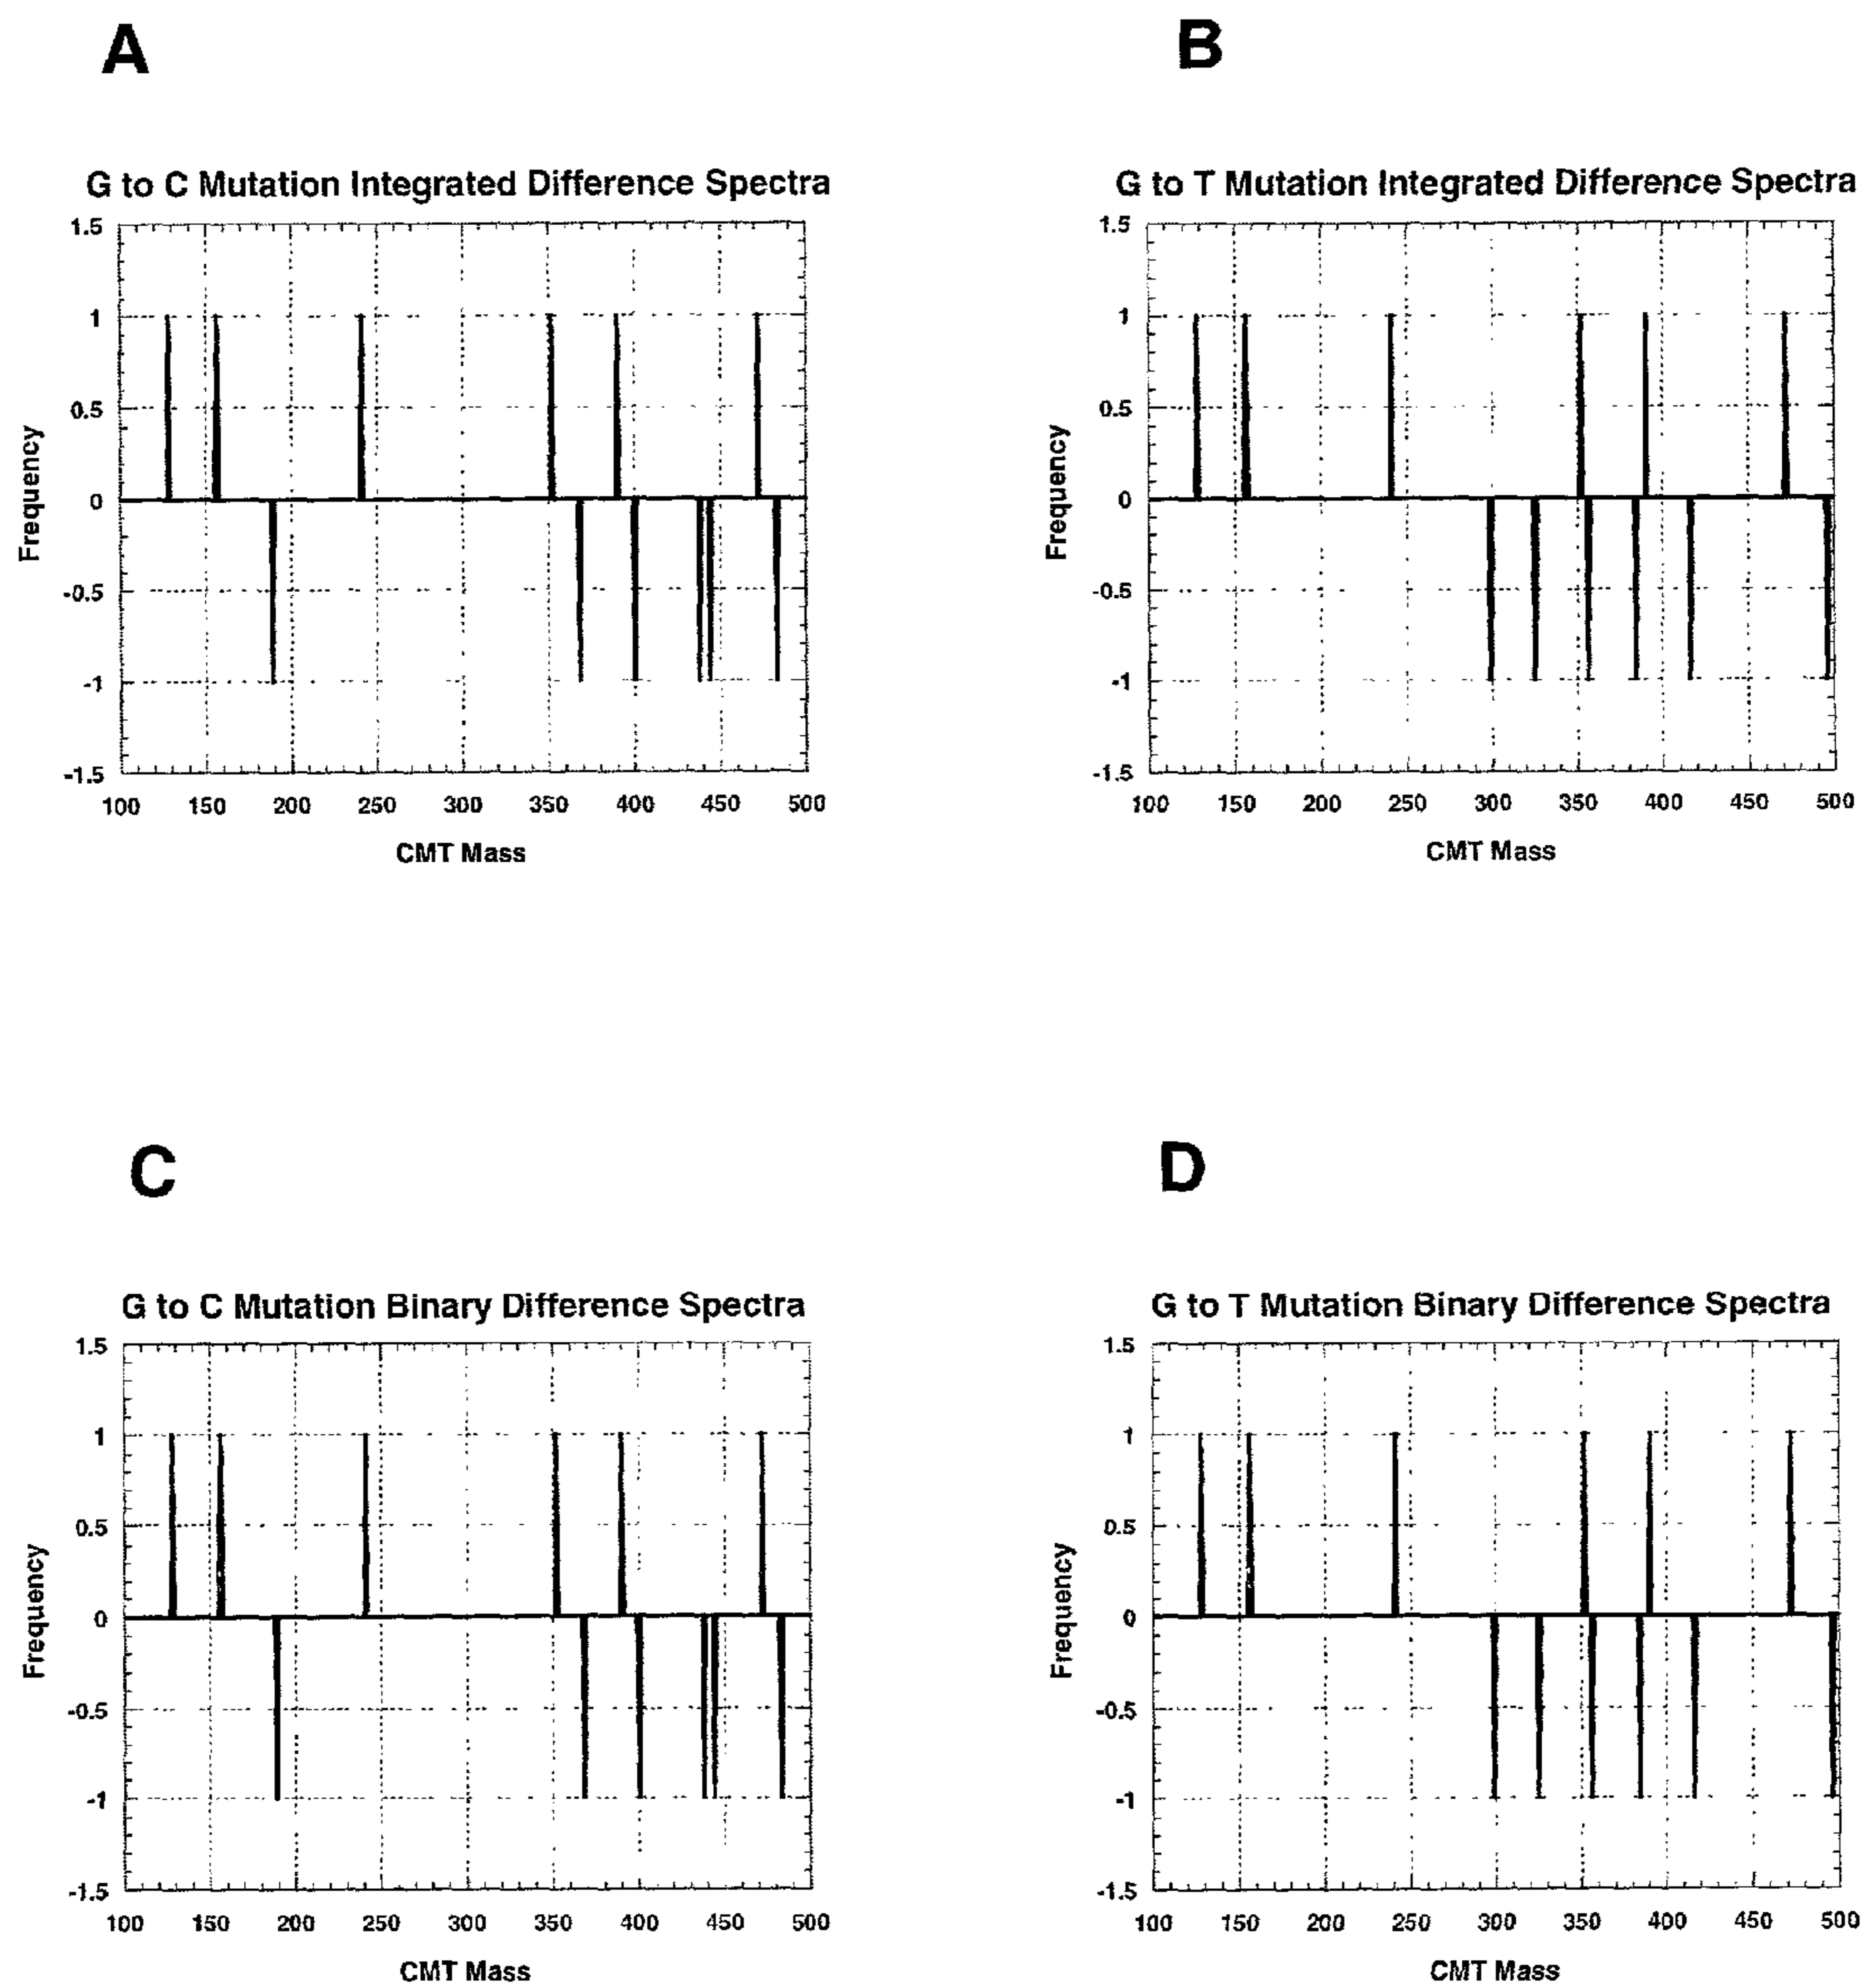 A
B
G to C Mutation Integrated Difference Spectra
G to T Mutation Integrated Difference Spectra
1.5
1
0.5
0
-0.5
-1
-1.5
Frequency
100 150 200 250 300 350 400 450 500
CMT Mass
1.5
1
0.5
0
-0.5
-1
-1.5
Frequency
100 150 200 250 300 350 400 450 500
CMT Mass
C
D
G to C Mutation Binary Difference Spectra
G to T Mutation Binary Difference Spectra
1.5
1
0.5
0
-0.5
-1
-1.5
Frequency
100 150 200 250 300 350 400 450 500
CMT Mass
1.5
1
0.5
0
-0.5
-1
-1.5
Frequency
100 150 200 250 300 350 400 450 500
CMT Mass